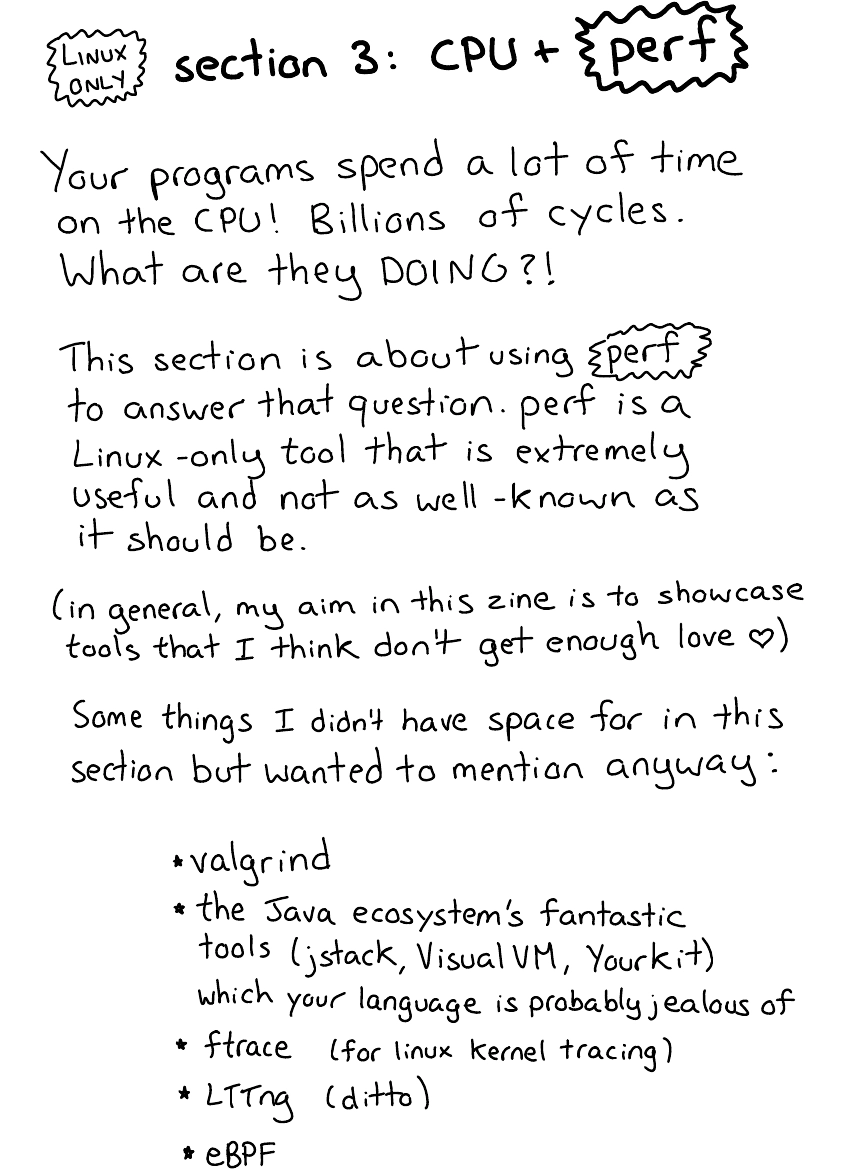 LINUX
ONLY
section 3: CPU + perf
Your programs spend a lot of time
on the CPU! Billions of cycles.
What are they DOING?!
This section is about using perf
to answer that question. perf is a
Linux-only tool that is extremely
useful and not as well-known as
it should be.
(in general, my aim in this zine is to showcase
tools that I think don't get enough love ♡)
Some things I didn't have space for in this
section but wanted to mention anyway:
* valgrind
* the Java ecosystem's fantastic
tools (jstack, VisualVM, Yourkit)
which your language is probably jealous of
* ftrace (for linux kernel tracing)
* LTTng (ditto)
* eBPF